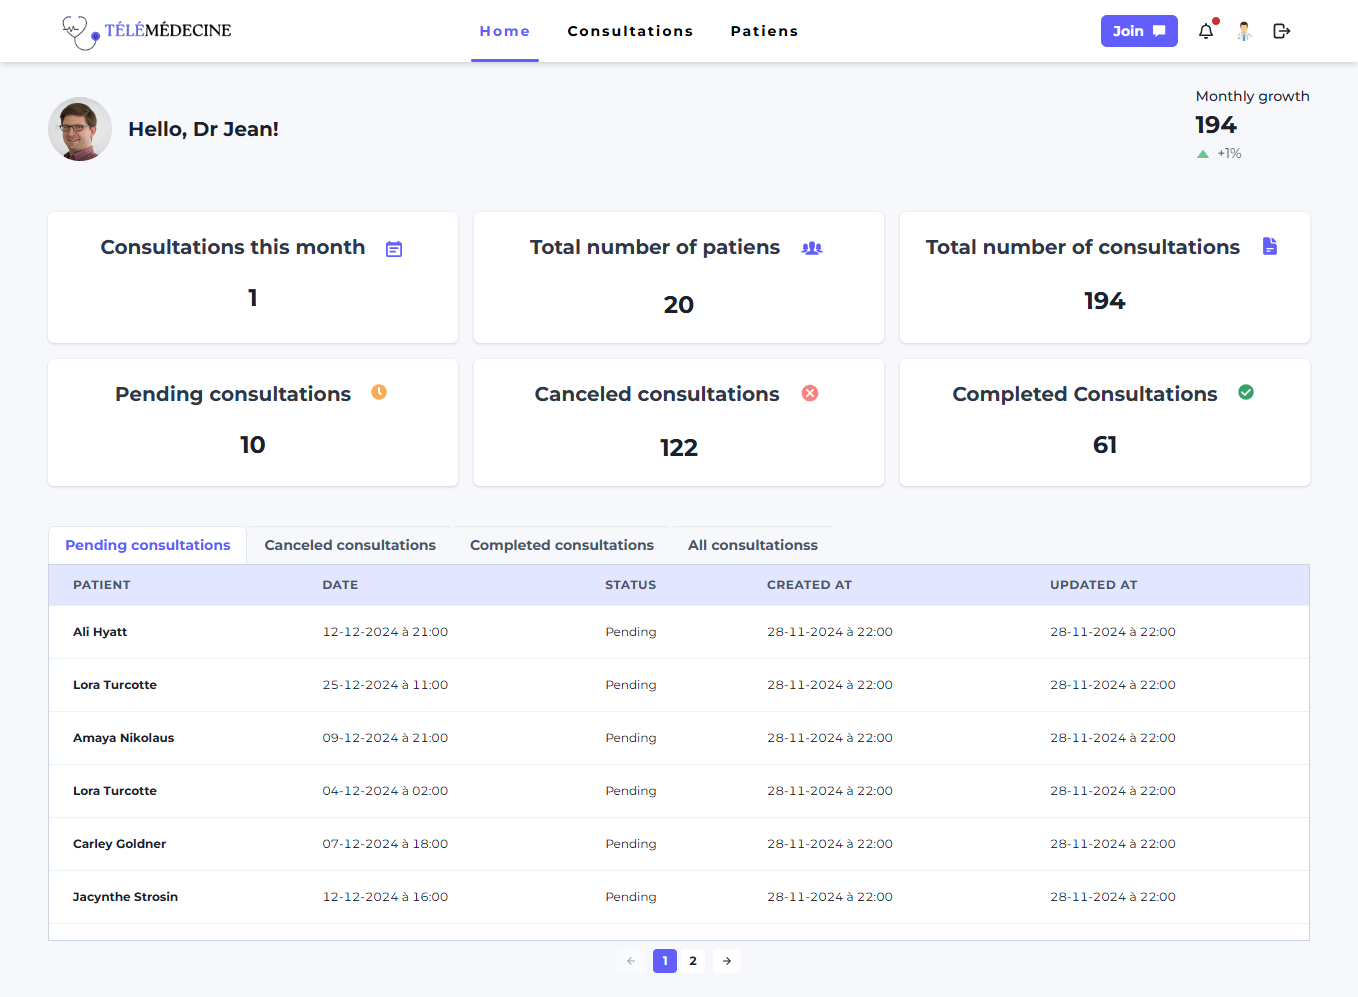 TÉLÉMÉDECINE
Home Consultations Patiens
Join
Hello, Dr Jean!
Monthly growth
194
+1%
Consultations this month
1
Total number of patiens
20
Total number of consultations
194
Pending consultations
10
Canceled consultations
122
Completed Consultations
61
Pending consultations Canceled consultations Completed consultations All consultationss
PATIENT DATE STATUS CREATED AT UPDATED AT
Ali Hyatt 12-12-2024 à 21:00 Pending 28-11-2024 à 22:00 28-11-2024 à 22:00
Lora Turcotte 25-12-2024 à 11:00 Pending 28-11-2024 à 22:00 28-11-2024 à 22:00
Amaya Nikolaus 09-12-2024 à 21:00 Pending 28-11-2024 à 22:00 28-11-2024 à 22:00
Lora Turcotte 04-12-2024 à 02:00 Pending 28-11-2024 à 22:00 28-11-2024 à 22:00
Carley Goldner 07-12-2024 à 18:00 Pending 28-11-2024 à 22:00 28-11-2024 à 22:00
Jacynthe Strosin 12-12-2024 à 16:00 Pending 28-11-2024 à 22:00 28-11-2024 à 22:00
← 1 2 →